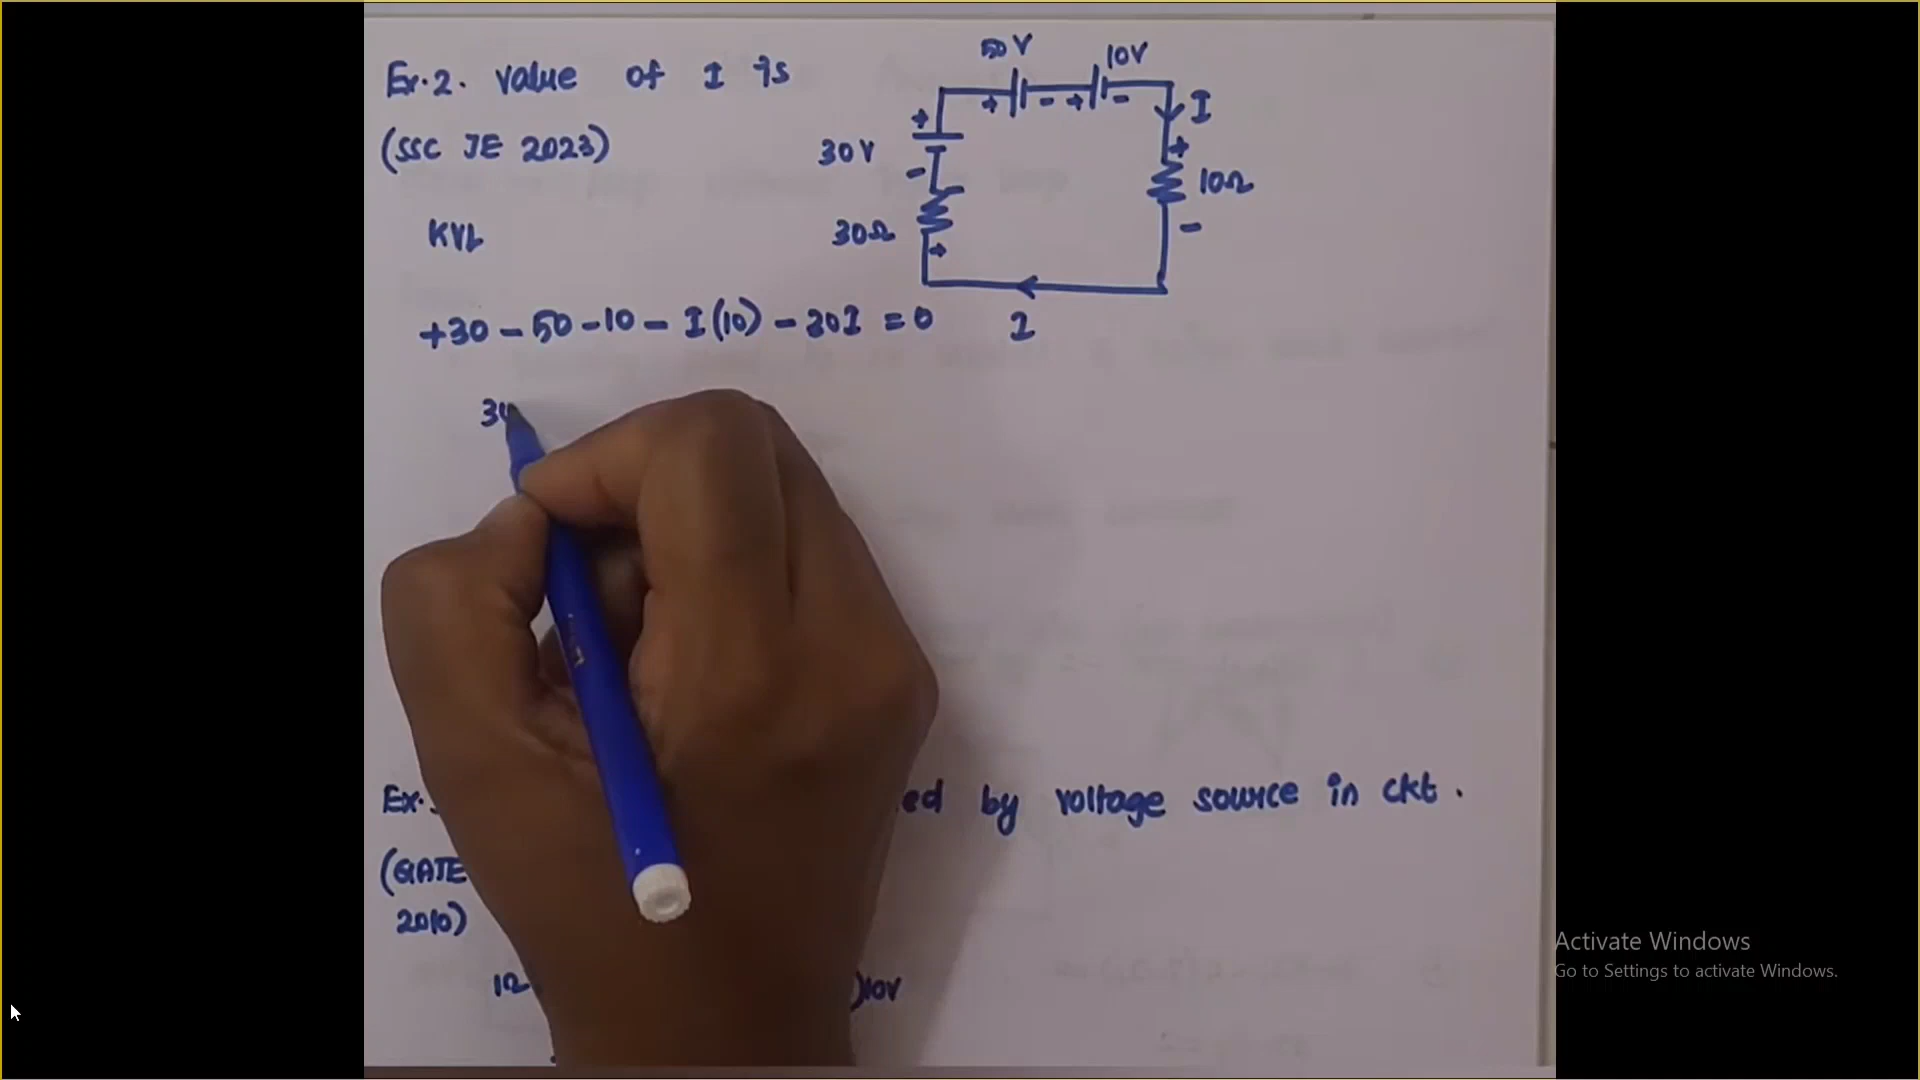 Ex.2. value of I is
(SSC JE 2023)
KVL
+30 - 50 - 10 - I(10) - 30I = 0
50V
10V
+ - + -
I
+
30V
-
+
10Ω
-
30Ω
+
I
3
Ex. ed by voltage source in ckt.
(GATE
2010)
1Ω
)10V
Activate Windows
Go to Settings to activate Windows.